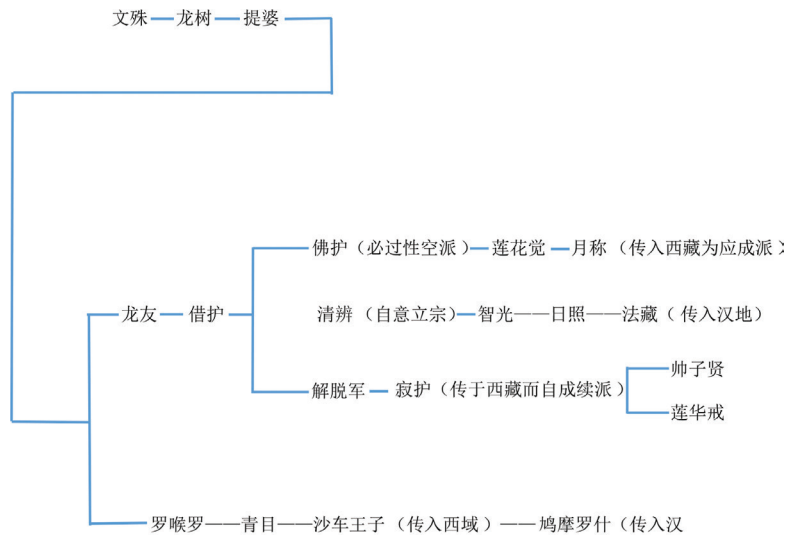 文殊 龙树 提婆
佛护（必过性空派） 莲花觉 月称（传入西藏为应成派）
龙友 借护
清辨（自意立宗） 智光——日照——法藏（传入汉地）
帅子贤
解脱军 寂护（传于西藏而自成续派）
莲华戒
罗喉罗——青目——沙车王子（传入西域）——鸠摩罗什（传入汉